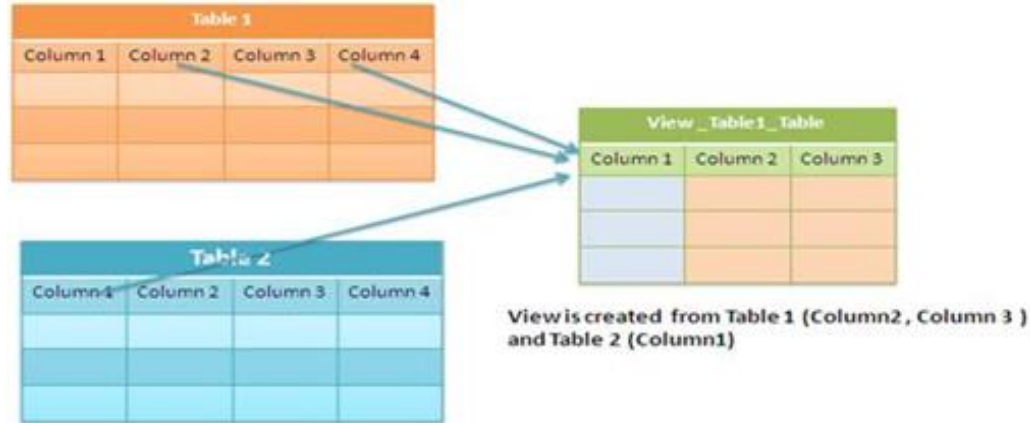 Table 1
Column 1 Column 2 Column 3 Column 4
View_Table1_Table
Column 1 Column 2 Column 3
Table 2
Column 1 Column 2 Column 3 Column 4
View is created from Table 1 (Column2 , Column 3 )
and Table 2 (Column1)